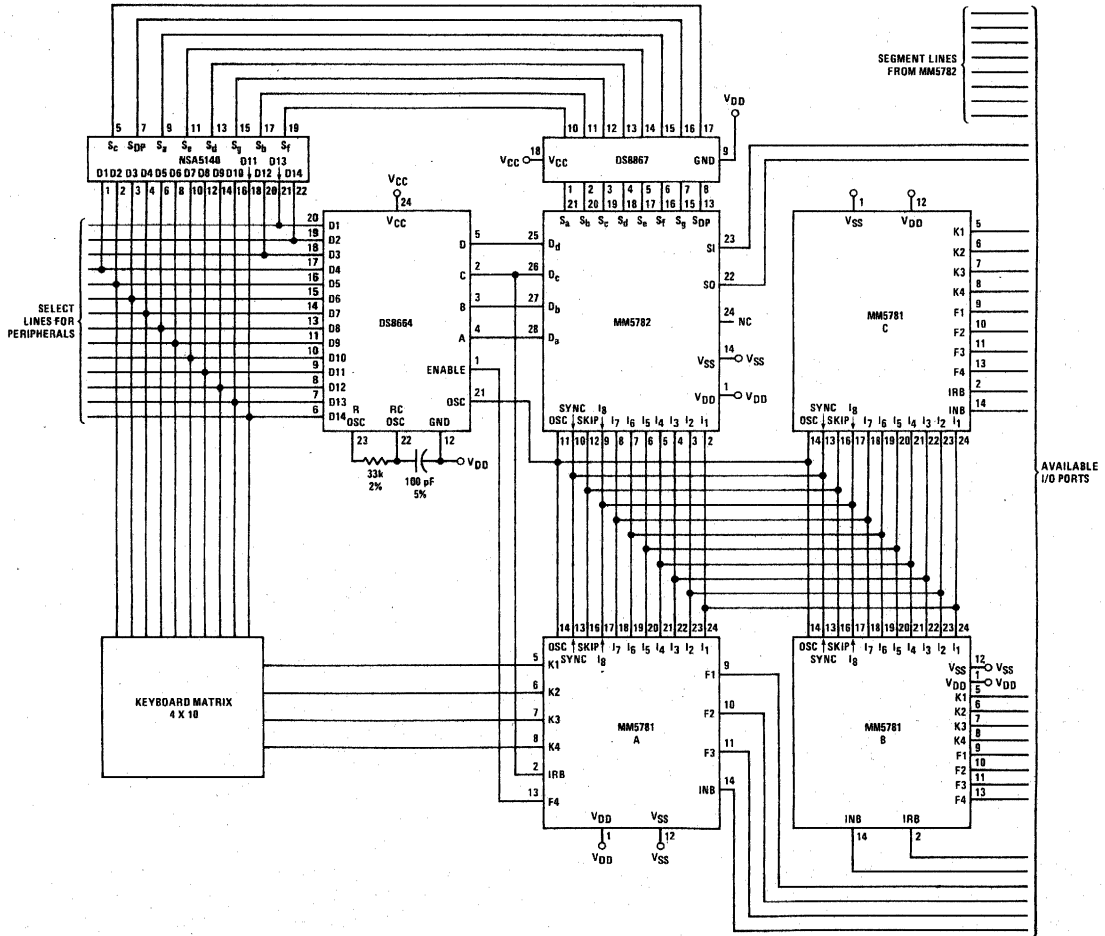 SEGMENT LINES
FROM MM5782
VDD
5 7 9 11 13 15 17 19
Sc SDP Sa Se Sd Sg Sb Sf
NSA5140
D11 D13
D1 D2 D3 D4 D5 D6 D7 D8 D9 D10 D12 D14
1 2 3 4 6 8 10 12 14 16 18 20 21 22
10 11 12 13 14 15 16 17
18
VCC
VCC
DS8867
GND
9
1 2 3 4 5 6 7 8
VCC
24
VCC
DS8664
SELECT
LINES FOR
PERIPHERALS
20 D1
19 D2
18 D3
17 D4
16 D5
15 D6
14 D7
13 D8
11 D9
10 D10
9 D11
8 D12
7 D13
6 D14
D 5
C 2
B 3
A 4
ENABLE 1
OSC 21
R
OSC
RC
OSC
GND
23 22 12
33k
2%
100 pF
5%
VDD
21 20 19 18 17 16 15 13
Sa Sb Sc Sd Se Sf Sg SDP
25 Dd
26 Dc
27 Db
28 Da
MM5782
SI 23
SO 22
24 NC
VSS 14 VSS
VDD 1 VDD
SYNC I8
OSC SKIP I7 I6 I5 I4 I3 I2 I1
11 10 12 9 8 7 6 5 4 3 2
VSS VDD
1 12
VSS VDD
MM5781
C
K1 5
K2 6
K3 7
K4 8
F1 9
F2 10
F3 11
F4 13
IRB 2
INB 14
SYNC I8
OSC SKIP I7 I6 I5 I4 I3 I2 I1
14 13 16 17 18 19 20 21 22 23 24
AVAILABLE
I/O PORTS
KEYBOARD MATRIX
4 X 10
14 13 16 17 18 19 20 21 22 23 24
OSC SKIP I7 I6 I5 I4 I3 I2 I1
SYNC I8
5 K1
6 K2
7 K3
8 K4
2 IRB
13 F4
MM5781
A
F1 9
F2 10
F3 11
INB 14
VDD VSS
1 12
VDD VSS
14 13 16 17 18 19 20 21 22 23 24
OSC SKIP I7 I6 I5 I4 I3 I2 I1
SYNC I8
VSS 12 VSS
VDD 1 VDD
MM5781
B
K1 5
K2 6
K3 7
K4 8
F1 9
F2 10
F3 11
F4 13
INB IRB
14 2